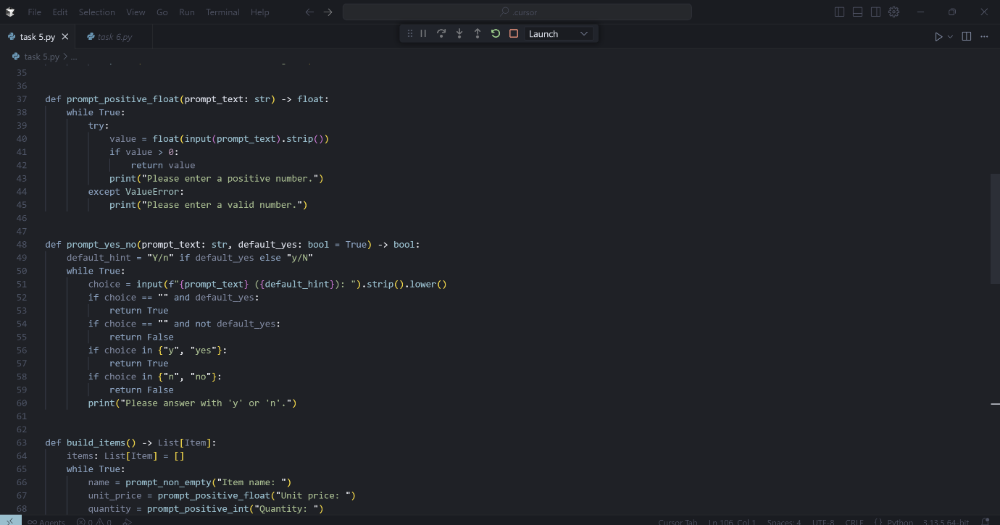 File Edit Selection View Go Run Terminal Help
.cursor
task 5.py
task 6.py
Launch
task 5.py > ...
35
36
37 def prompt_positive_float(prompt_text: str) -> float:
38     while True:
39         try:
40             value = float(input(prompt_text).strip())
41             if value > 0:
42                 return value
43             print("Please enter a positive number.")
44         except ValueError:
45             print("Please enter a valid number.")
46
47
48 def prompt_yes_no(prompt_text: str, default_yes: bool = True) -> bool:
49     default_hint = "Y/n" if default_yes else "y/N"
50     while True:
51         choice = input(f"{prompt_text} ({default_hint}): ").strip().lower()
52         if choice == "" and default_yes:
53             return True
54         if choice == "" and not default_yes:
55             return False
56         if choice in {"y", "yes"}:
57             return True
58         if choice in {"n", "no"}:
59             return False
60         print("Please answer with 'y' or 'n'.")
61
62
63 def build_items() -> List[Item]:
64     items: List[Item] = []
65     while True:
66         name = prompt_non_empty("Item name: ")
67         unit_price = prompt_positive_float("Unit price: ")
68         quantity = prompt_positive_int("Quantity: ")
Agents 0 0 Cursor Tab Ln 106, Col 1 Spaces: 4 UTF-8 CRLF () Python 3.13.5 64-bit